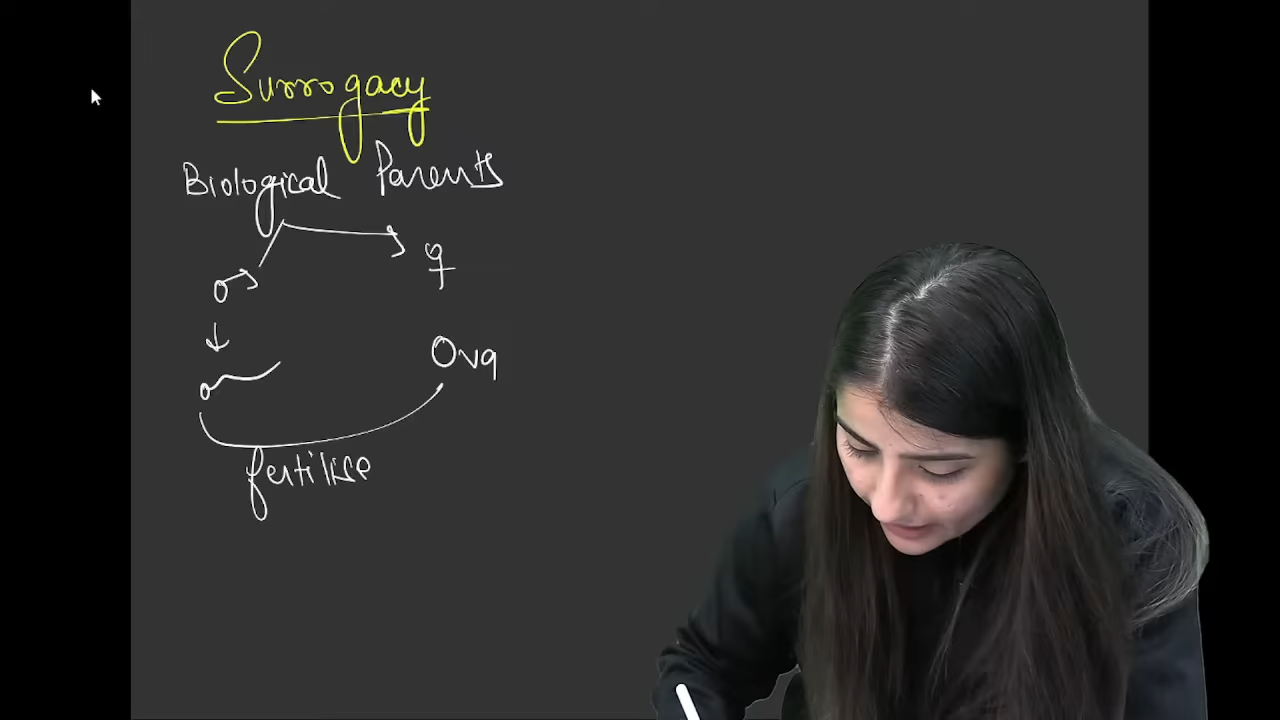 Surrogacy
Biological Parents
♂ ♀
Ova
fertilise